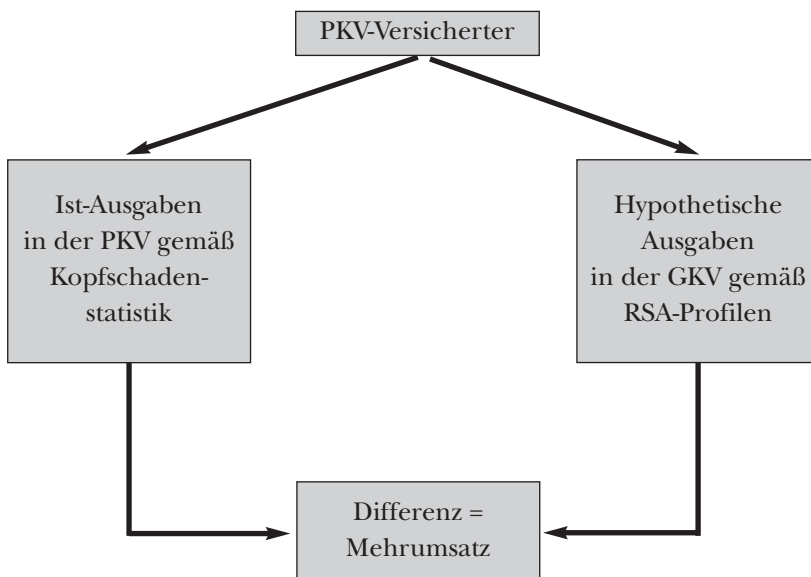 PKV-Versicherter
Ist-Ausgaben
in der PKV gemäß
Kopfschaden-
statistik
Hypothetische
Ausgaben
in der GKV gemäß
RSA-Profilen
Differenz =
Mehrumsatz